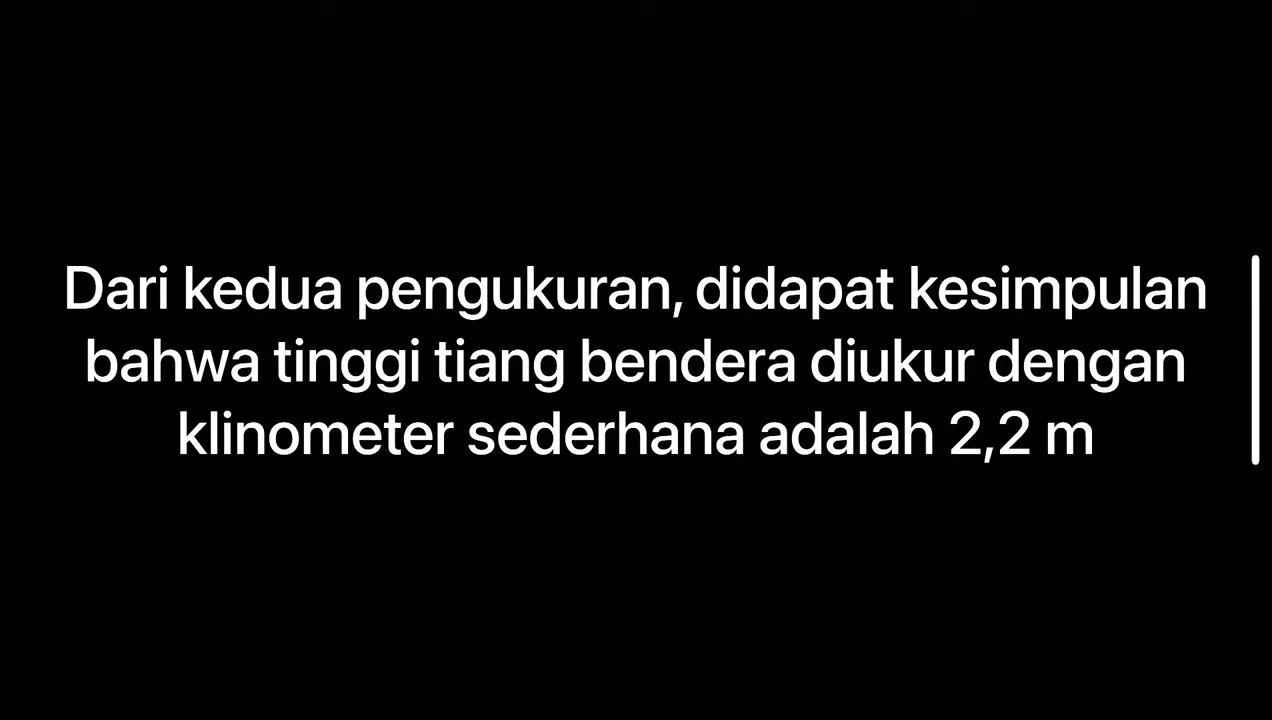 Dari kedua pengukuran, didapat kesimpulan
bahwa tinggi tiang bendera diukur dengan
klinometer sederhana adalah 2,2 m